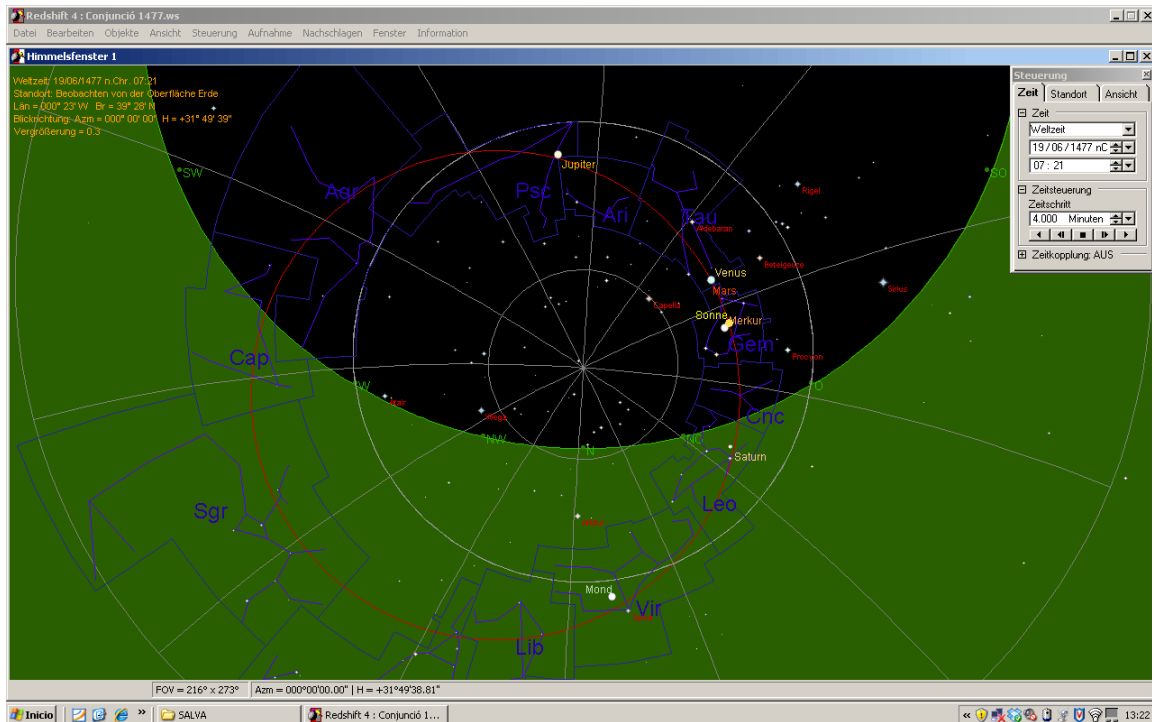 Redshift 4 : Conjunció 1477.ws
Datei Bearbeiten Objekte Ansicht Steuerung Aufnahme Nachschlagen Fenster Information
Himmelsfenster 1
Weltzeit: 19/06/1477 n.Chr. 07:21
Standort: Beobachten von der Oberfläche Erde
Län = 000° 23' W Br = 39° 28' N
Blickrichtung: Azm = 000° 00' 00" H = +31° 49' 39"
Vergrößerung = 0.3
Steuerung
Zeit Standort Ansicht
Zeit
Weltzeit
19/06/1477 nC
07 : 21
Zeitsteuerung
Zeitschritt
4.000 Minuten
Zeitkopplung: AUS
SW
SO
Jupiter
Aqr
Psc
Ari
Tau
Rigel
Aldebaran
Beteigeuze
Venus
Mars
Sirius
Capella
Sonne
Merkur
Gem
Procyon
Cap
W
O
Atair
Wega
Cnc
NW
N
NO
Saturn
Sgr
Leo
Mond
Vir
Lib
FOV = 216° x 273° Azm = 000°00'00.00" | H = +31°49'38.81"
Inicio » SALVA Redshift 4 : Conjunció 1... « 13:22